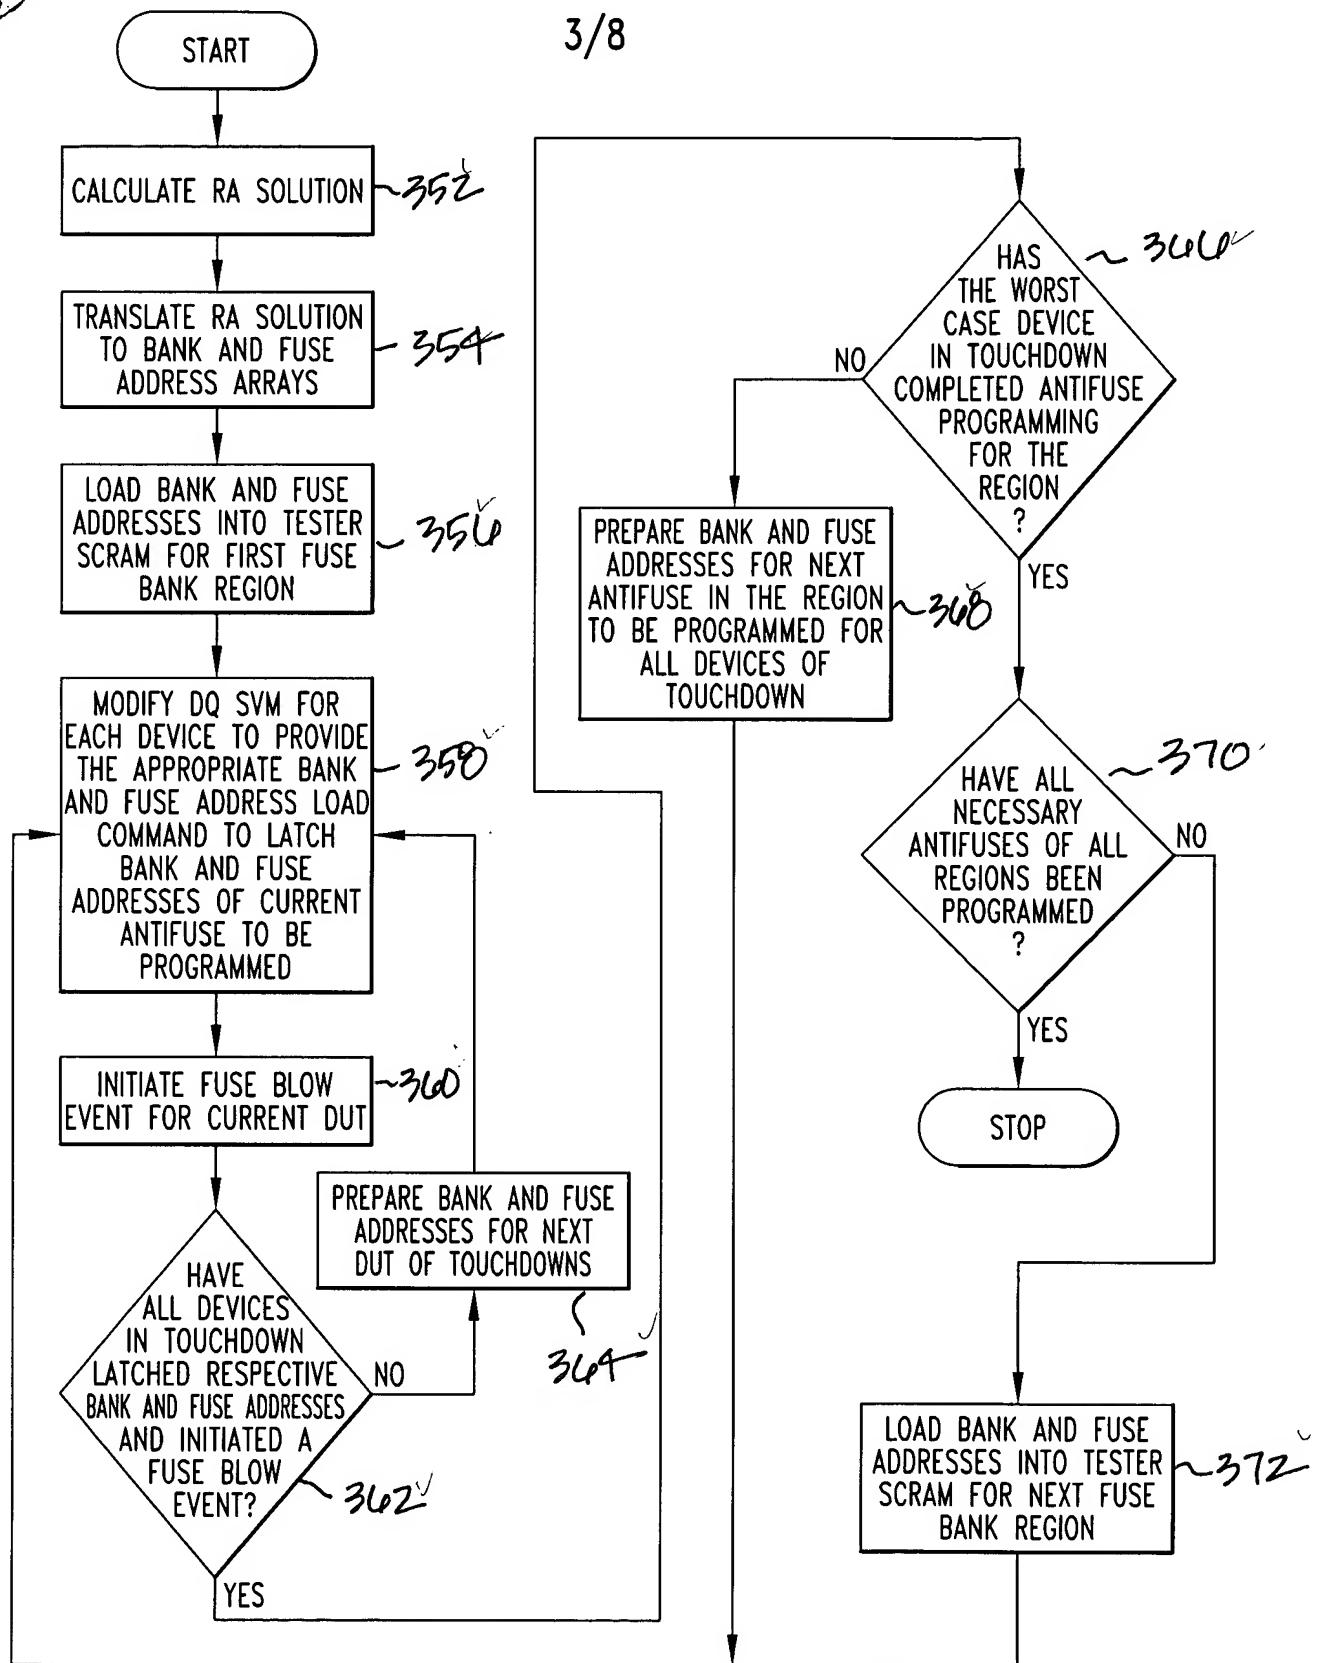 3/8
START
CALCULATE RA SOLUTION
352
TRANSLATE RA SOLUTION
TO BANK AND FUSE
ADDRESS ARRAYS
354
LOAD BANK AND FUSE
ADDRESSES INTO TESTER
SCRAM FOR FIRST FUSE
BANK REGION
356
MODIFY DQ SVM FOR
EACH DEVICE TO PROVIDE
THE APPROPRIATE BANK
AND FUSE ADDRESS LOAD
COMMAND TO LATCH
BANK AND FUSE
ADDRESSES OF CURRENT
ANTIFUSE TO BE
PROGRAMMED
358
INITIATE FUSE BLOW
EVENT FOR CURRENT DUT
360
HAVE
ALL DEVICES
IN TOUCHDOWN
LATCHED RESPECTIVE
BANK AND FUSE ADDRESSES
AND INITIATED A
FUSE BLOW
EVENT?
362
NO
YES
PREPARE BANK AND FUSE
ADDRESSES FOR NEXT
DUT OF TOUCHDOWNS
364
HAS
THE WORST
CASE DEVICE
IN TOUCHDOWN
COMPLETED ANTIFUSE
PROGRAMMING
FOR THE
REGION
?
366
NO
YES
PREPARE BANK AND FUSE
ADDRESSES FOR NEXT
ANTIFUSE IN THE REGION
TO BE PROGRAMMED FOR
ALL DEVICES OF
TOUCHDOWN
368
HAVE ALL
NECESSARY
ANTIFUSES OF ALL
REGIONS BEEN
PROGRAMMED
?
370
NO
YES
STOP
LOAD BANK AND FUSE
ADDRESSES INTO TESTER
SCRAM FOR NEXT FUSE
BANK REGION
372